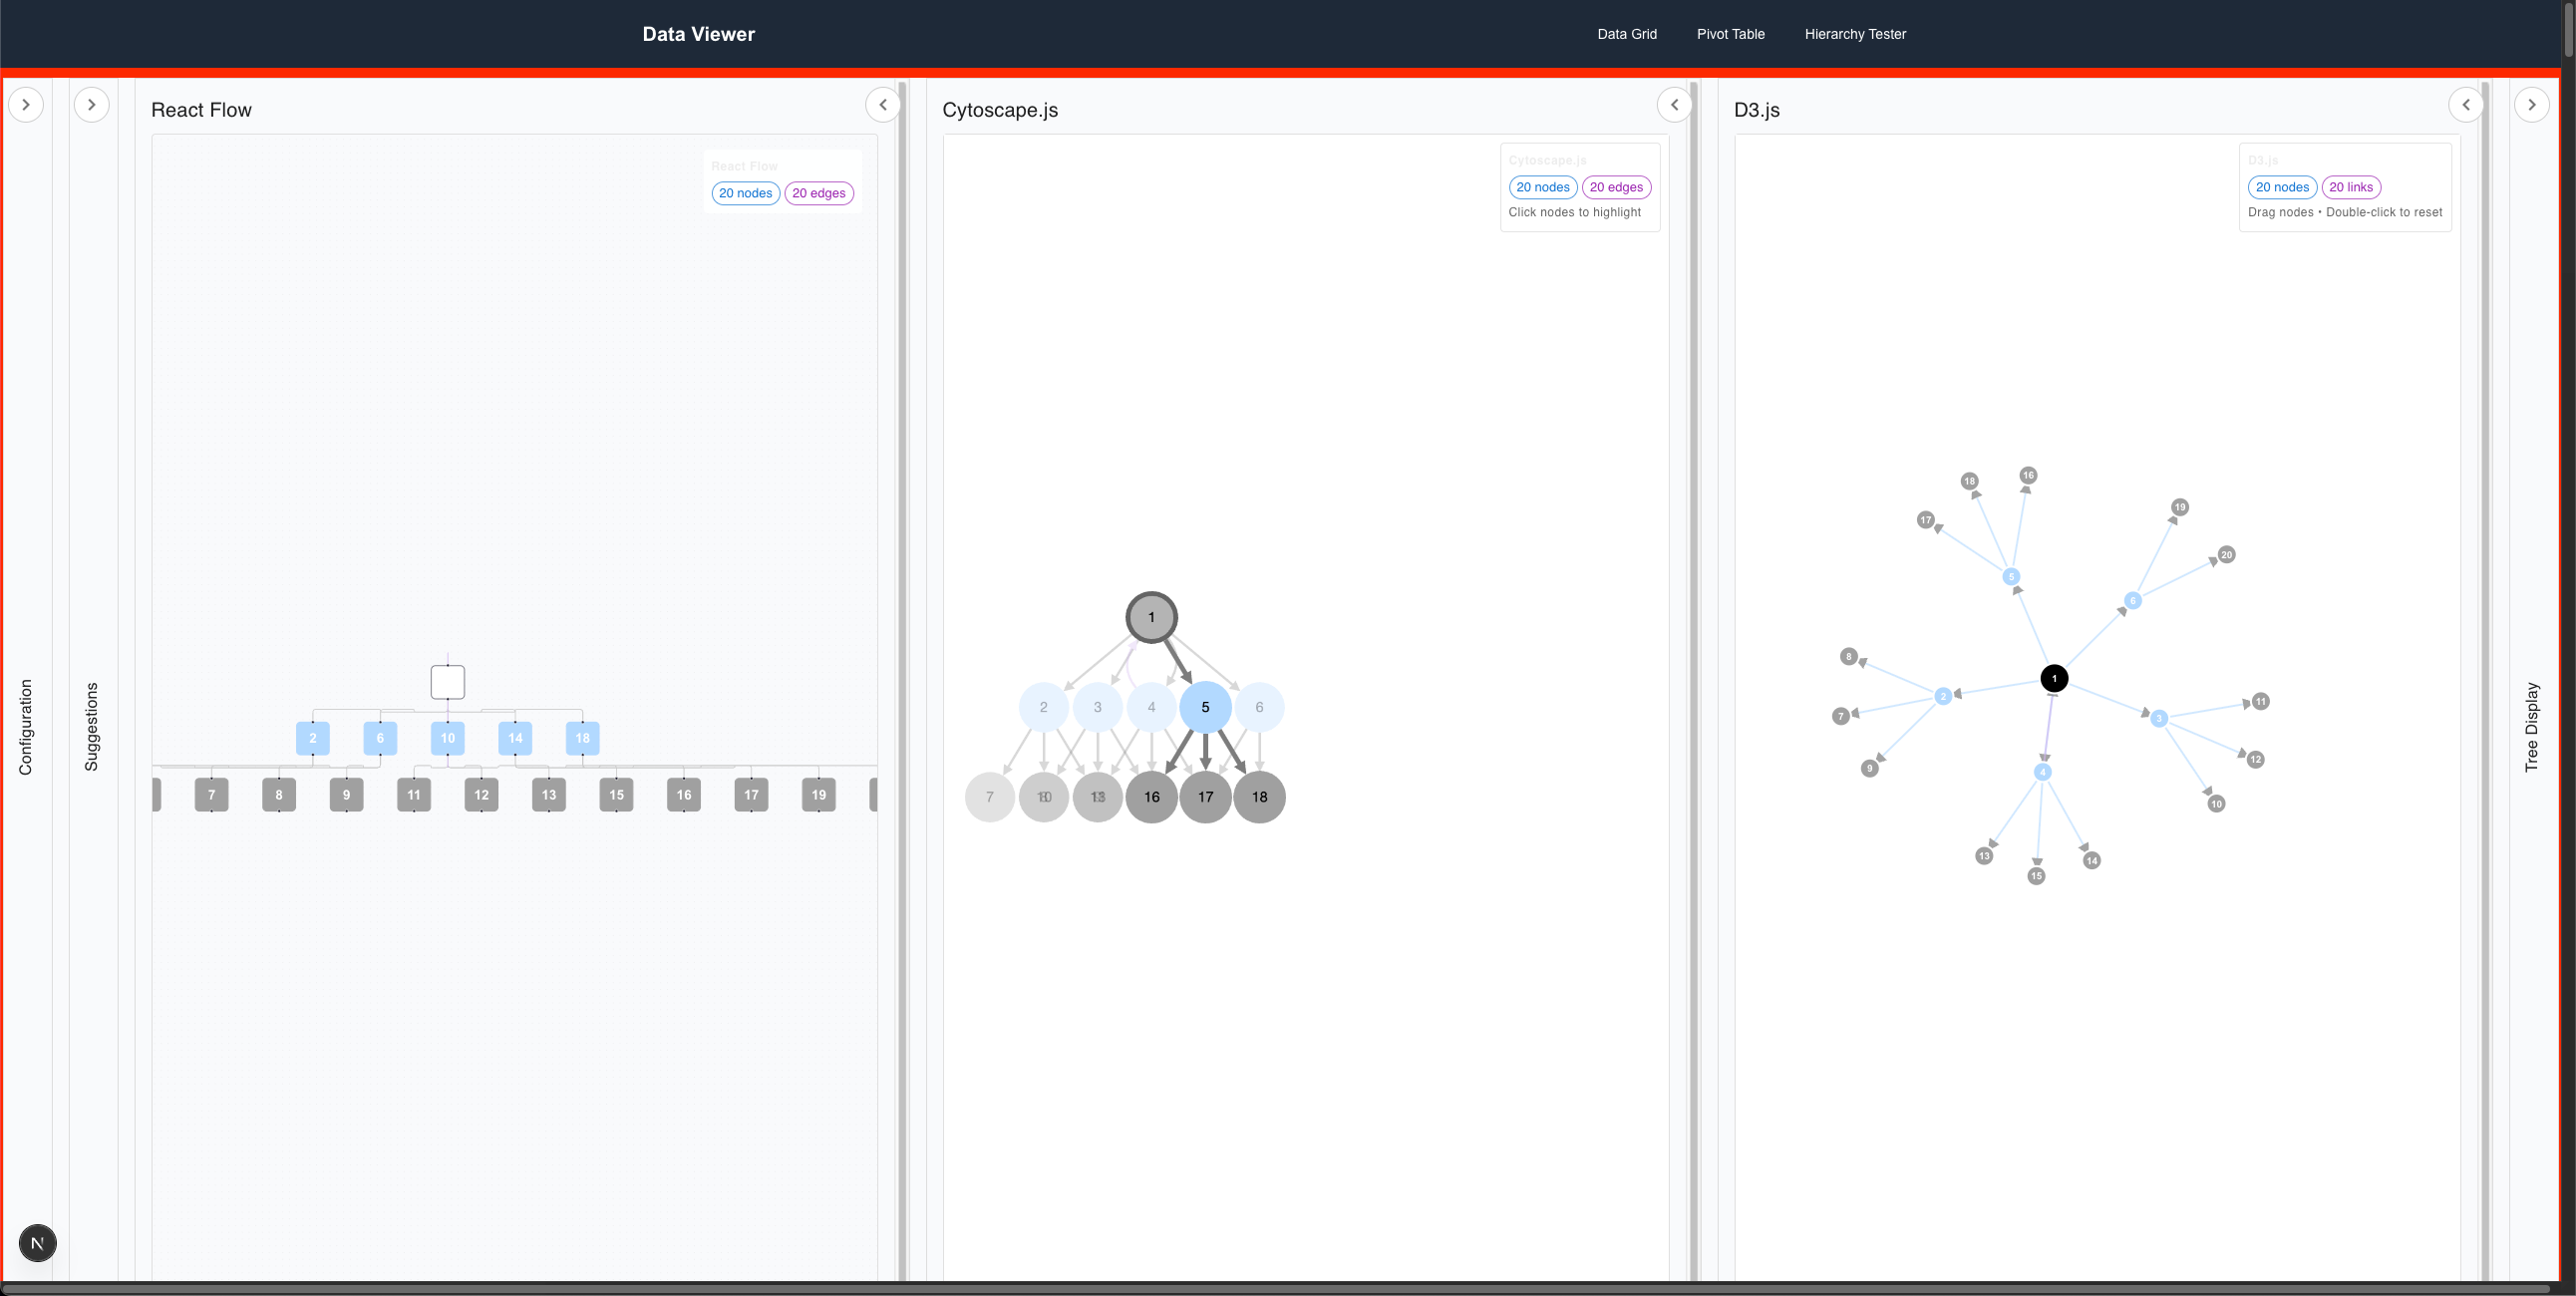 Data Viewer
Data Grid
Pivot Table
Hierarchy Tester
Configuration
Suggestions
React Flow
React Flow
20 nodes
20 edges
2
6
10
14
18
7
8
9
11
12
13
15
16
17
19
Cytoscape.js
Cytoscape.js
20 nodes
20 edges
Click nodes to highlight
1
2
3
4
5
6
7
16
17
18
D3.js
D3.js
20 nodes
20 links
Drag nodes • Double-click to reset
18
16
17
19
20
5
6
8
1
2
11
7
3
12
9
4
10
13
14
15
Tree Display
N